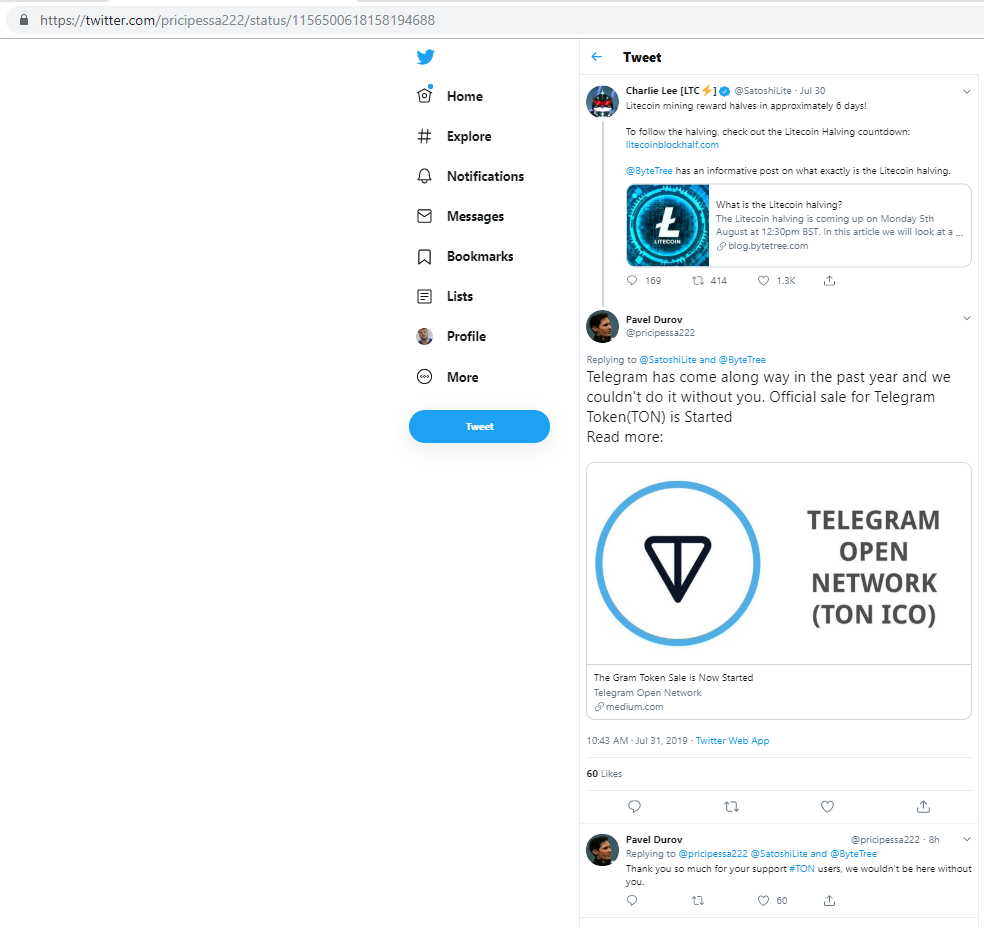 https://twitter.com/pricipessa222/status/1156500618158194688
Home
Explore
Notifications
Messages
Bookmarks
Lists
Profile
More
Tweet
Tweet
Charlie Lee [LTC⚡] @SatoshiLite · Jul 30
Litecoin mining reward halves in approximately 6 days!
To follow the halving, check out the Litecoin Halving countdown:
litecoinblockhalf.com
@ByteTree has an informative post on what exactly is the Litecoin halving.
LITECOIN
What is the Litecoin halving?
The Litecoin halving is coming up on Monday 5th
August at 12:30pm BST. In this article we will look at a ...
blog.bytetree.com
169 414 1.3K
Pavel Durov
@pricipessa222
Replying to @SatoshiLite and @ByteTree
Telegram has come along way in the past year and we
couldn't do it without you. Official sale for Telegram
Token(TON) is Started
Read more:
TELEGRAM
OPEN
NETWORK
(TON ICO)
The Gram Token Sale Is Now Started
Telegram Open Network
medium.com
10:43 AM · Jul 31, 2019 · Twitter Web App
60 Likes
Pavel Durov @pricipessa222 · 8h
Replying to @pricipessa222 @SatoshiLite and @ByteTree
Thank you so much for your support #TON users, we wouldn't be here without
you.
60